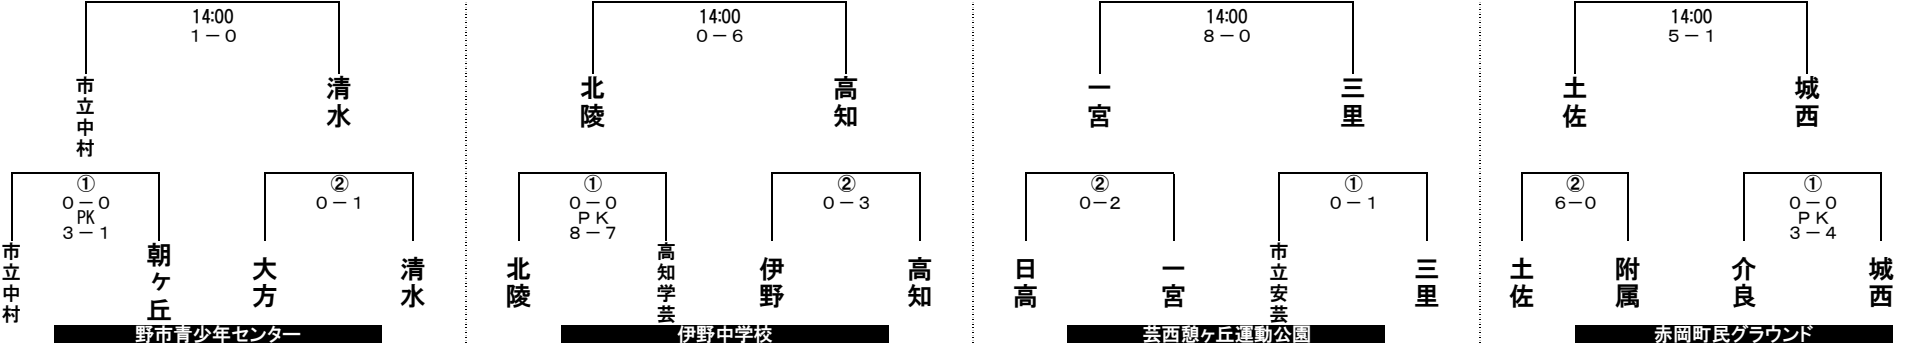 14:00
1－0
市立中村
清水
①
0－0
PK
3－1
②
0－1
市立中村
朝ヶ丘
大方
清水
野市青少年センター
14:00
0－6
北陵
高知
①
0－0
PK
8－7
②
0－3
北陵
高知学芸
伊野
高知
伊野中学校
14:00
8－0
一宮
三里
②
0－2
①
0－1
日高
一宮
市立安芸
三里
芸西憩ヶ丘運動公園
14:00
5－1
土佐
城西
②
6－0
①
0－0
PK
3－4
土佐
附属
介良
城西
赤岡町民グラウンド